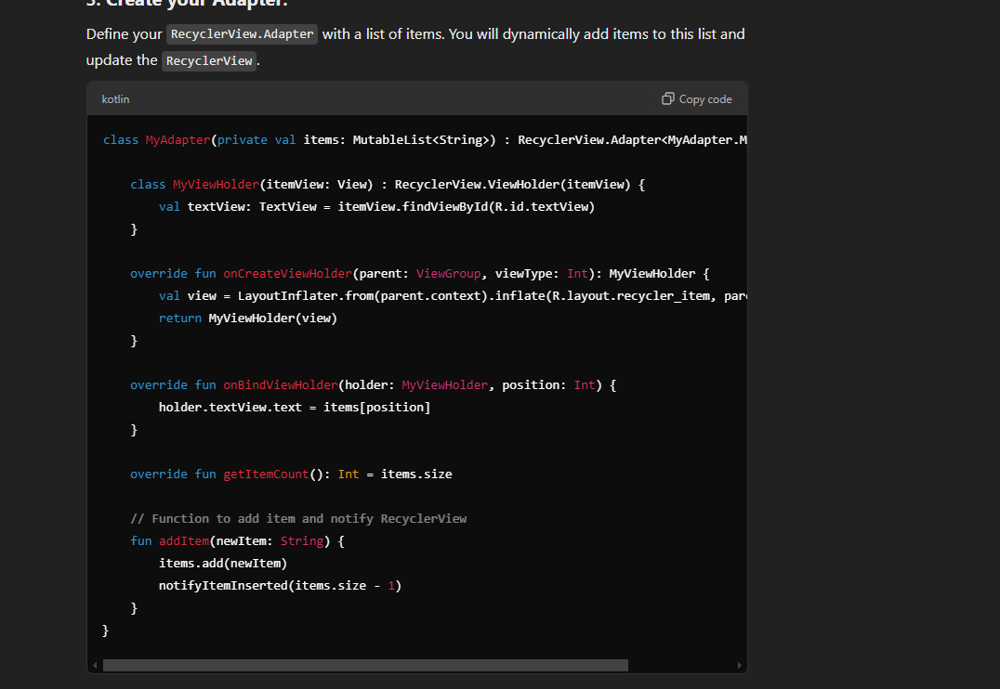 3. Create your Adapter:
Define your RecyclerView.Adapter with a list of items. You will dynamically add items to this list and
update the RecyclerView.
kotlin Copy code
class MyAdapter(private val items: MutableList<String>) : RecyclerView.Adapter<MyAdapter.M
class MyViewHolder(itemView: View) : RecyclerView.ViewHolder(itemView) {
val textView: TextView = itemView.findViewById(R.id.textView)
}
override fun onCreateViewHolder(parent: ViewGroup, viewType: Int): MyViewHolder {
val view = LayoutInflater.from(parent.context).inflate(R.layout.recycler_item, par
return MyViewHolder(view)
}
override fun onBindViewHolder(holder: MyViewHolder, position: Int) {
holder.textView.text = items[position]
}
override fun getItemCount(): Int = items.size
// Function to add item and notify RecyclerView
fun addItem(newItem: String) {
items.add(newItem)
notifyItemInserted(items.size - 1)
}
}